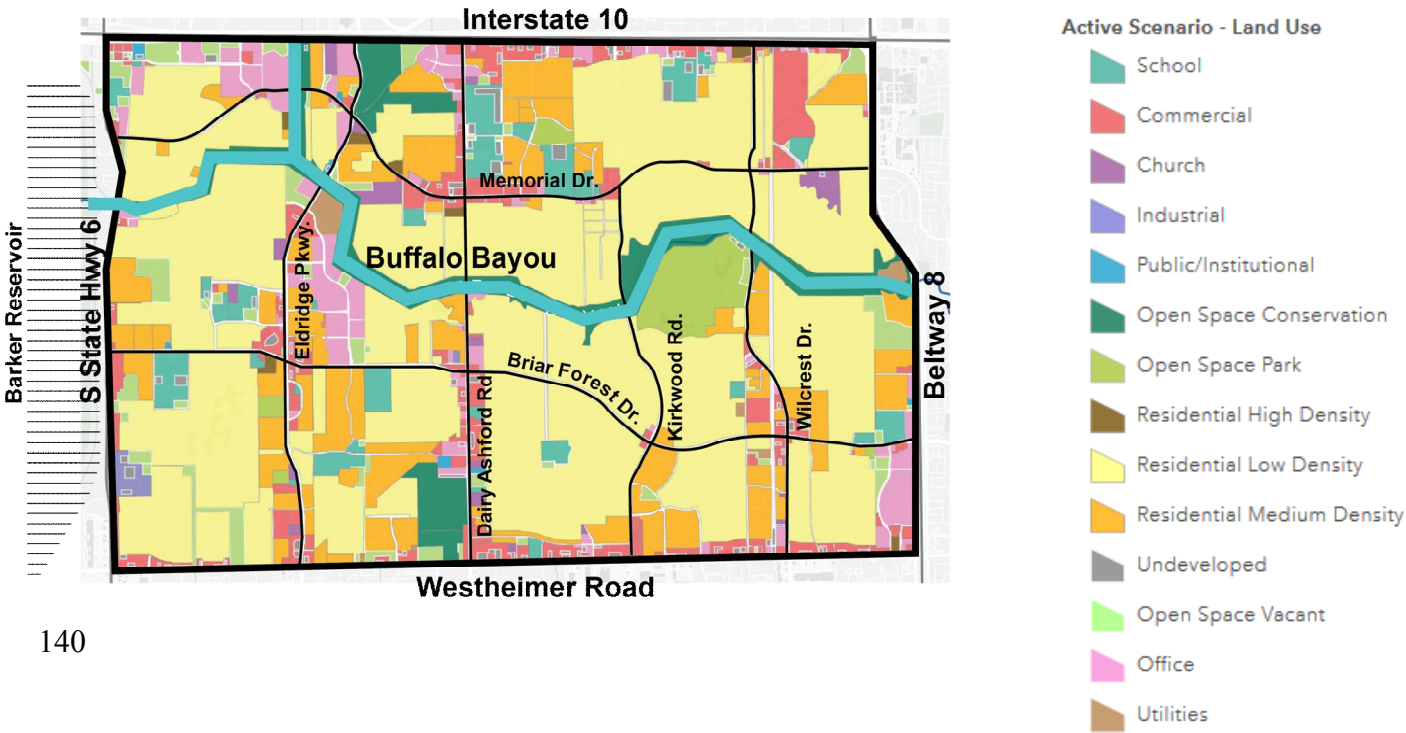 Interstate 10
Memorial Dr.
Buffalo Bayou
Barker Reservoir
S State Hwy 6
Eldridge Pkwy.
Briar Forest Dr.
Dairy Ashford Rd
Kirkwood Rd.
Wilcrest Dr.
Beltway 8
Westheimer Road
140
Active Scenario - Land Use
School
Commercial
Church
Industrial
Public/Institutional
Open Space Conservation
Open Space Park
Residential High Density
Residential Low Density
Residential Medium Density
Undeveloped
Open Space Vacant
Office
Utilities